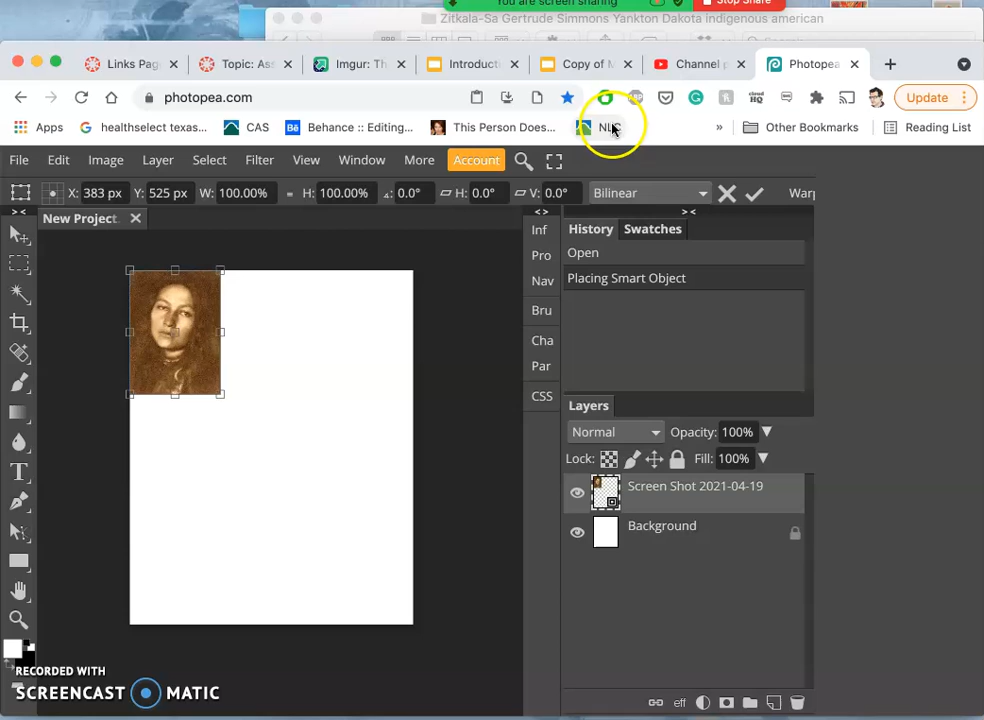 You are screen sharing
Stop Share
Zitkala-Sa Gertrude Simmons Yankton Dakota indigenous american
Links Pag
Topic: Ass
Imgur: Th
Introducti
Copy of M
Channel p
Photopea
photopea.com
Update
Apps
healthselect texas...
CAS
Behance :: Editing...
This Person Does...
NL
»
Other Bookmarks
Reading List
File Edit Image Layer Select Filter View Window More Account
X: 383 px Y: 525 px W: 100.00% H: 100.00% 0.0° H: 0.0° V: 0.0° Bilinear Warp
> <
New Project.
< >
> <
Inf
Pro
Nav
Bru
Cha
Par
CSS
History Swatches
Open
Placing Smart Object
Layers
Normal Opacity: 100%
Lock: Fill: 100%
Screen Shot 2021-04-19
Background
eff
RECORDED WITH
SCREENCAST MATIC